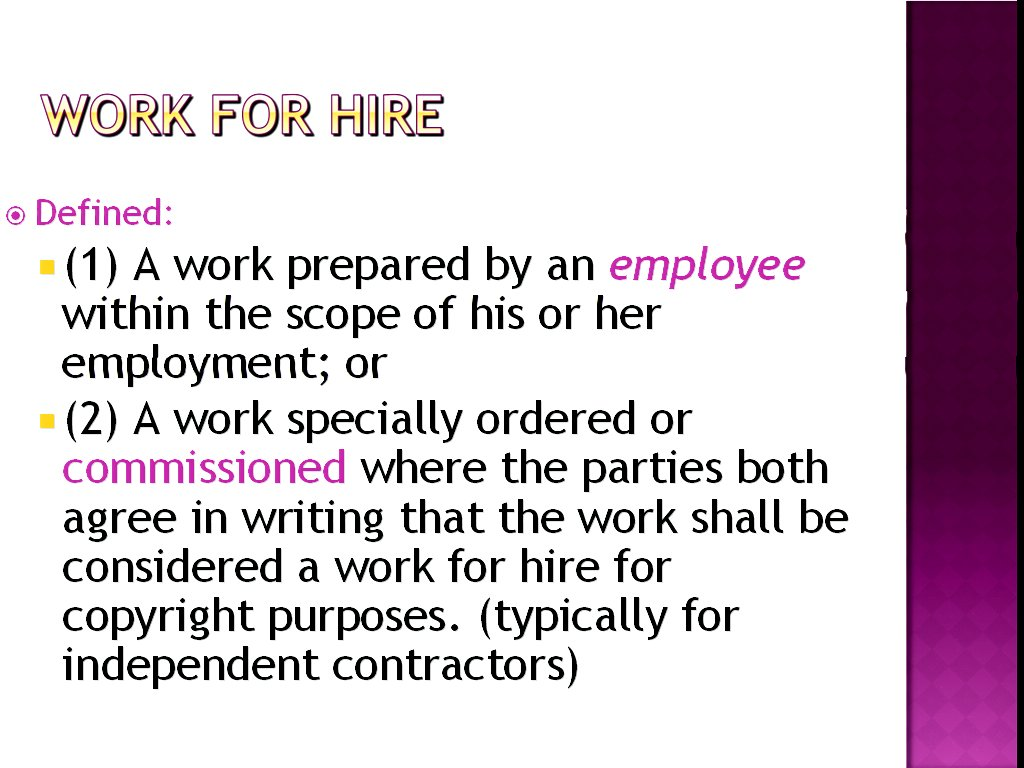 WORK FOR HIRE
Defined:
(1) A work prepared by an employee
within the scope of his or her
employment; or
(2) A work specially ordered or
commissioned where the parties both
agree in writing that the work shall be
considered a work for hire for
copyright purposes. (typically for
independent contractors)